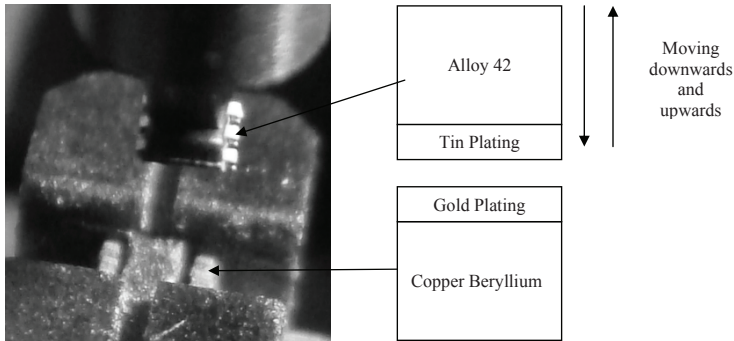 Alloy 42
Tin Plating
Moving
downwards
and
upwards
Gold Plating
Copper Beryllium